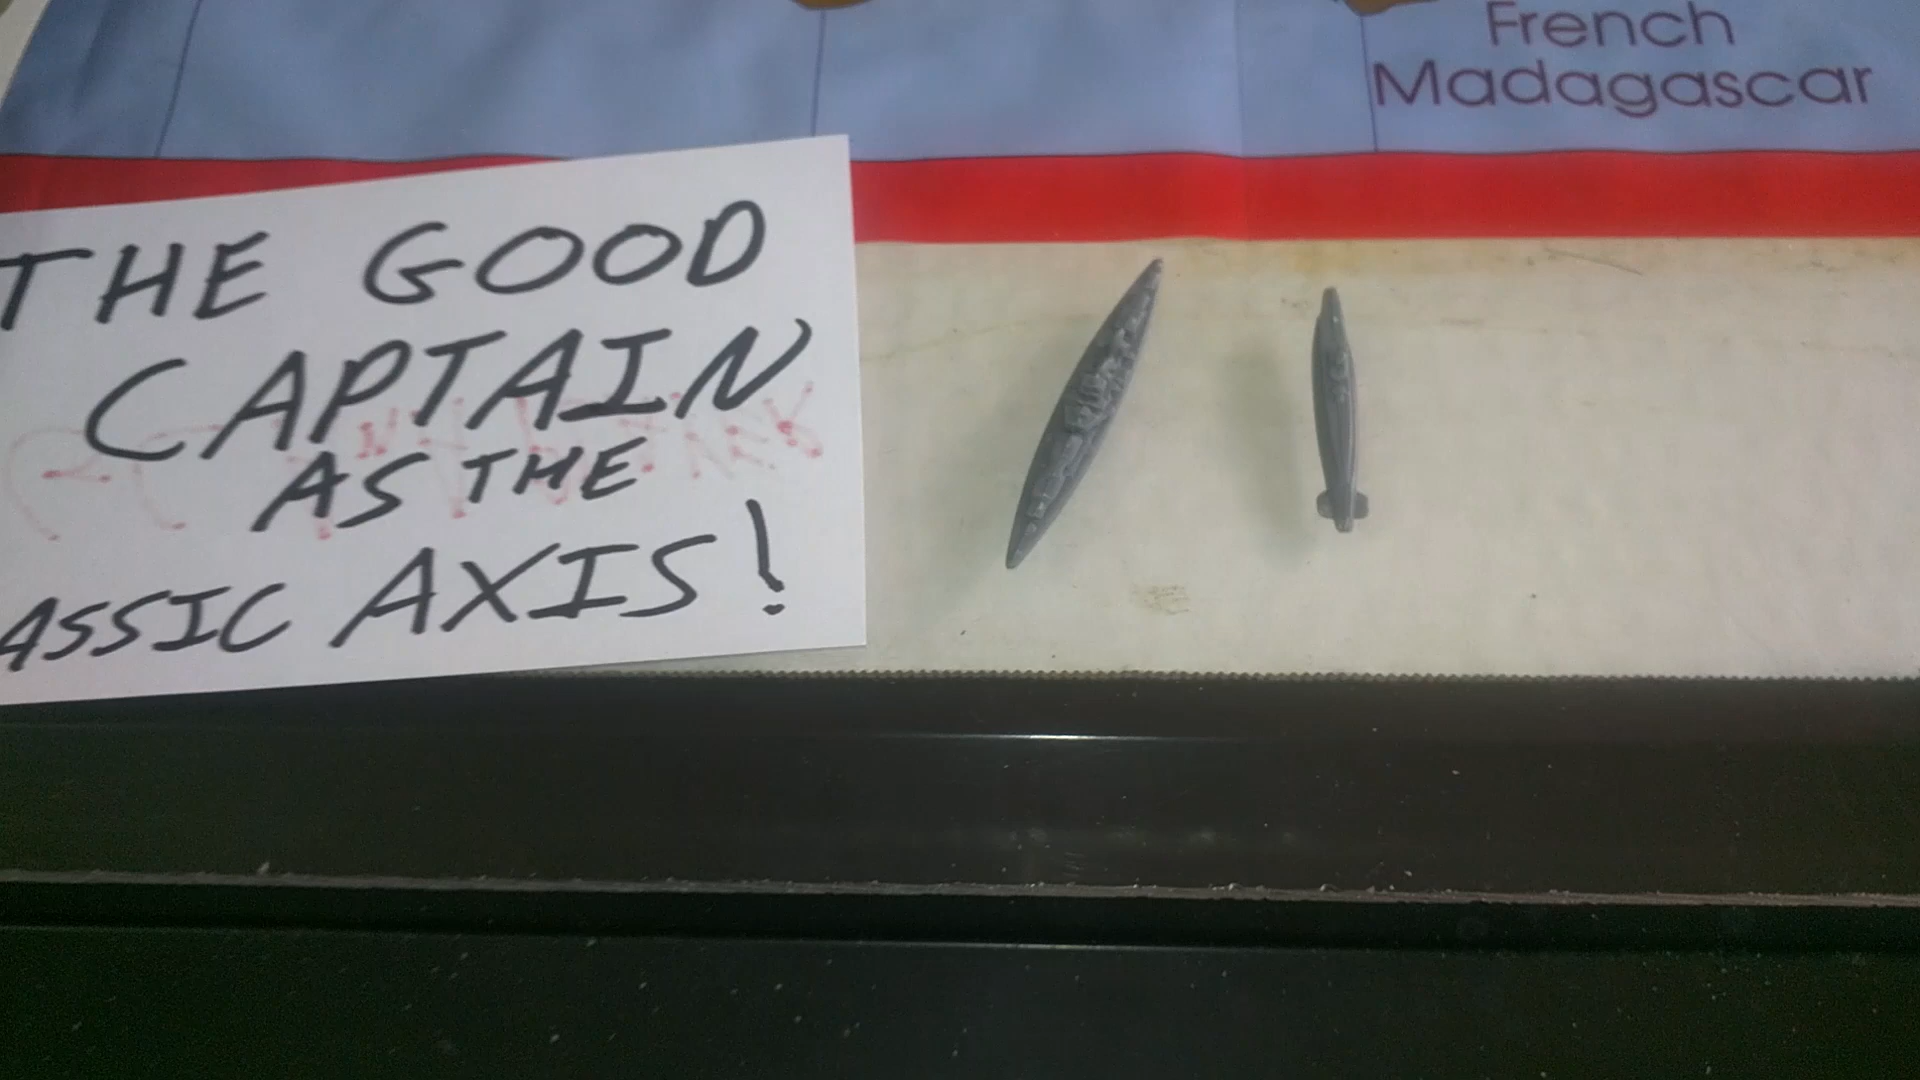 French
Madagascar
THE GOOD
CAPTAIN
AS THE
ASSIC AXIS!